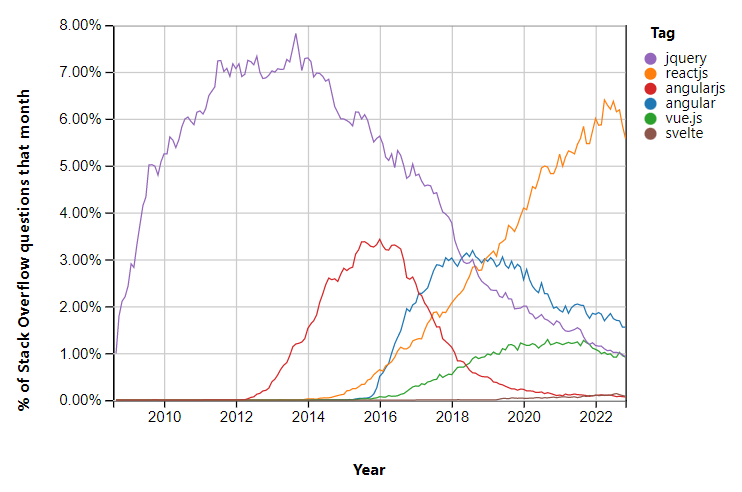 % of Stack Overflow questions that month
8.00%
7.00%
6.00%
5.00%
4.00%
3.00%
2.00%
1.00%
0.00%
2010 2012 2014 2016 2018 2020 2022
Year
Tag
jquery
reactjs
angularjs
angular
vue.js
svelte